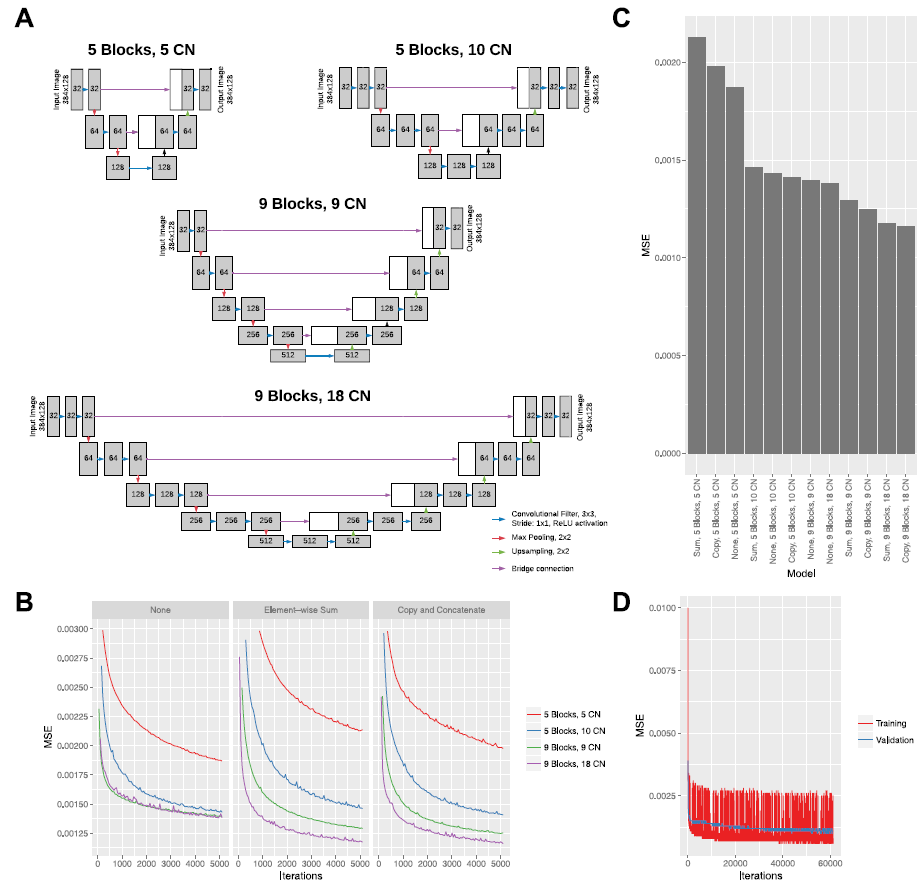 A
5 Blocks, 5 CN
Input Image
384x128
32 32 32 32
Output Image
384x128
64 64 64 64
128 128
5 Blocks, 10 CN
Input Image
384x128
32 32 32 32 32 32
Output Image
384x128
64 64 64 64 64 64
128 128 128 128
9 Blocks, 9 CN
Input Image
384x128
32 32 32 32
Output Image
384x128
64 64 64 64
128 128 128 128
256 256 256 256
512 512
9 Blocks, 18 CN
Input Image
384x128
32 32 32 32 32 32
Output Image
384x128
64 64 64 64 64 64
128 128 128 128 128 128
256 256 256 256 256 256
512 512 512 512
Convolutional Filter, 3x3,
Stride: 1x1, ReLU activation
Max Pooling, 2x2
Upsampling, 2x2
Bridge connection
B
None Element-wise Sum Copy and Concatenate
MSE
0.00300
0.00275
0.00250
0.00225
0.00200
0.00175
0.00150
0.00125
0 1000 2000 3000 4000 5000 0 1000 2000 3000 4000 5000 0 1000 2000 3000 4000 5000
Iterations
5 Blocks, 5 CN
5 Blocks, 10 CN
9 Blocks, 9 CN
9 Blocks, 18 CN
C
MSE
0.0020
0.0015
0.0010
0.0005
0.0000
Sum, 5 Blocks, 5 CN
Copy, 5 Blocks, 5 CN
None, 5 Blocks, 5 CN
Sum, 5 Blocks, 10 CN
None, 5 Blocks, 10 CN
Copy, 5 Blocks, 10 CN
None, 9 Blocks, 9 CN
None, 9 Blocks, 18 CN
Sum, 9 Blocks, 9 CN
Copy, 9 Blocks, 9 CN
Sum, 9 Blocks, 18 CN
Copy, 9 Blocks, 18 CN
Model
D
MSE
0.0100
0.0075
0.0050
0.0025
0 20000 40000 60000
Iterations
Training
Validation